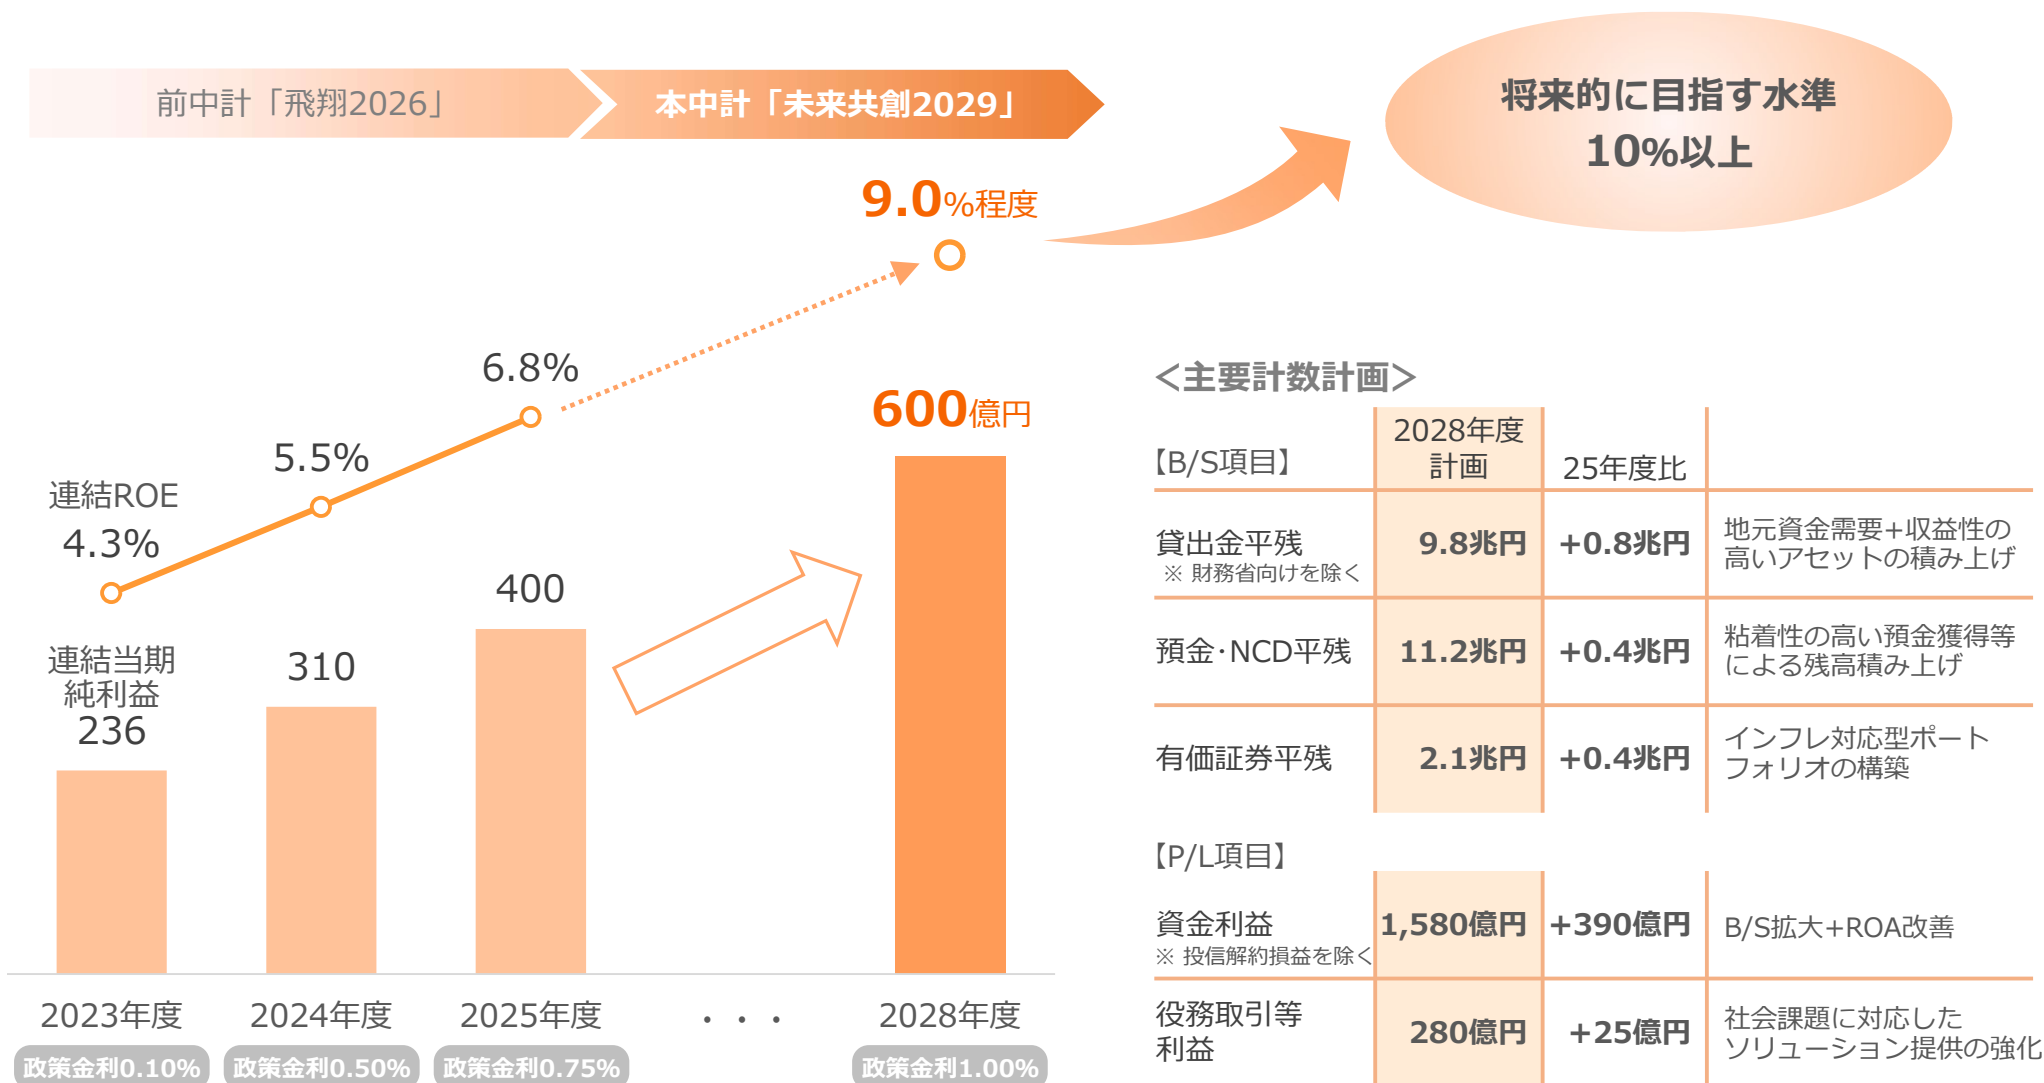 前中計「飛翔2026」
本中計「未来共創2029」
将来的に目指す水準
10%以上
9.0%程度
6.8%
5.5%
連結ROE
4.3%
600億円
400
310
連結当期
純利益
236
2023年度
2024年度
2025年度
・・・
2028年度
政策金利0.10%
政策金利0.50%
政策金利0.75%
政策金利1.00%
＜主要計数計画＞
【B/S項目】
2028年度
計画
25年度比
貸出金平残
※ 財務省向けを除く
9.8兆円
+0.8兆円
地元資金需要+収益性の
高いアセットの積み上げ
預金･NCD平残
11.2兆円
+0.4兆円
粘着性の高い預金獲得等
による残高積み上げ
有価証券平残
2.1兆円
+0.4兆円
インフレ対応型ポート
フォリオの構築
【P/L項目】
資金利益
※ 投信解約損益を除く
1,580億円
+390億円
B/S拡大+ROA改善
役務取引等
利益
280億円
+25億円
社会課題に対応した
ソリューション提供の強化